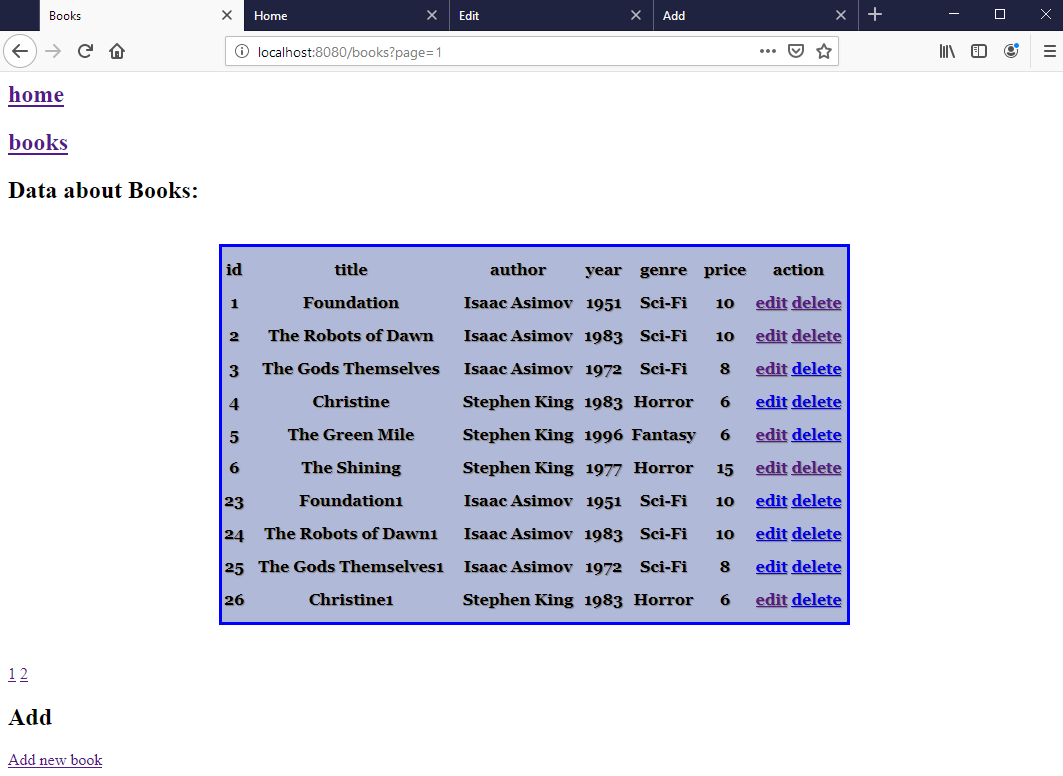 Books Home Edit Add
localhost:8080/books?page=1
home
books
Data about Books:
id title author year genre price action
1 Foundation Isaac Asimov 1951 Sci-Fi 10 edit delete
2 The Robots of Dawn Isaac Asimov 1983 Sci-Fi 10 edit delete
3 The Gods Themselves Isaac Asimov 1972 Sci-Fi 8 edit delete
4 Christine Stephen King 1983 Horror 6 edit delete
5 The Green Mile Stephen King 1996 Fantasy 6 edit delete
6 The Shining Stephen King 1977 Horror 15 edit delete
23 Foundation1 Isaac Asimov 1951 Sci-Fi 10 edit delete
24 The Robots of Dawn1 Isaac Asimov 1983 Sci-Fi 10 edit delete
25 The Gods Themselves1 Isaac Asimov 1972 Sci-Fi 8 edit delete
26 Christine1 Stephen King 1983 Horror 6 edit delete
1 2
Add
Add new book